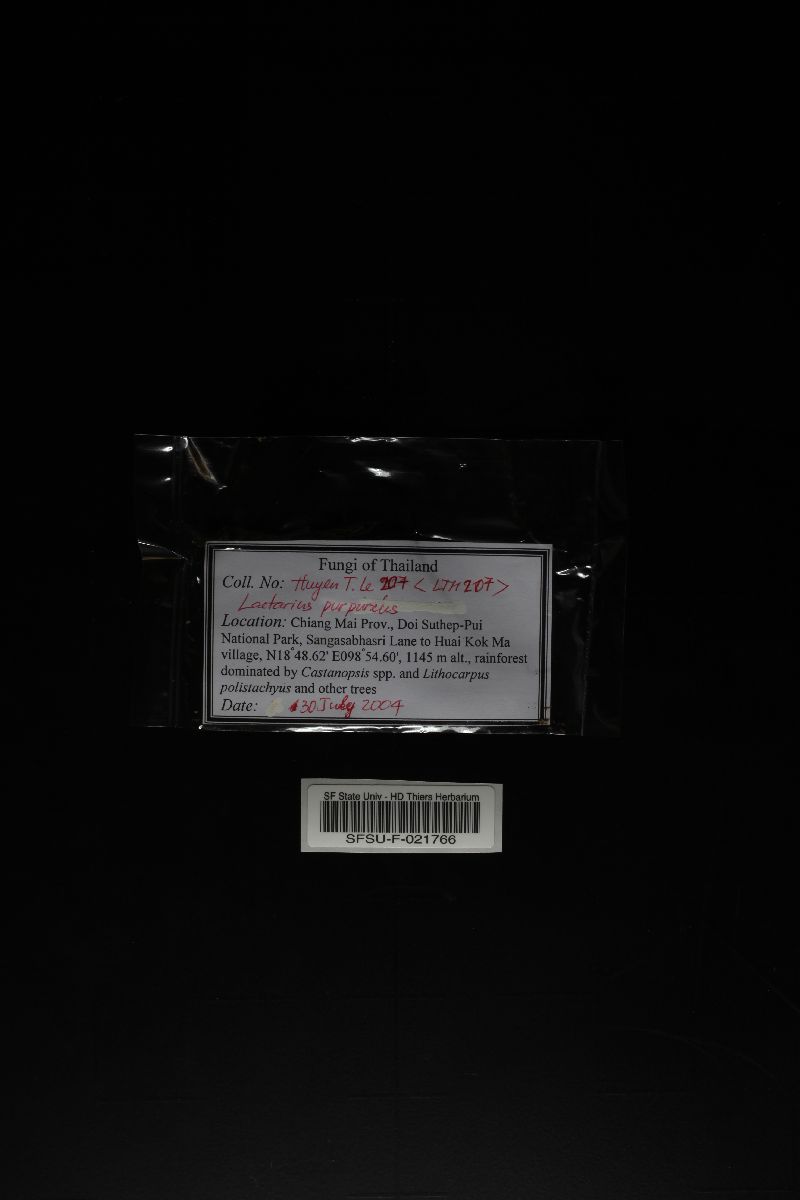 Fungi of Thailand
Coll. No: Huyen T. Le 207 < LTH 207 >
Lactarius purpureus
Location: Chiang Mai Prov., Doi Suthep-Pui
National Park, Sangasabhasri Lane to Huai Kok Ma
village, N18°48.62' E098°54.60', 1145 m alt., rainforest
dominated by Castanopsis spp. and Lithocarpus
polistachyus and other trees
Date: 30 July 2004
SF State Univ - HD Thiers Herbarium
SFSU-F-021766